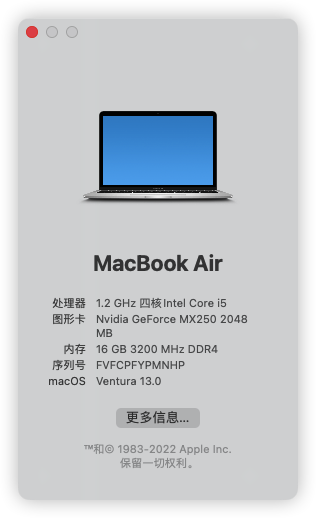 MacBook Air
处理器 1.2 GHz 四核Intel Core i5
图形卡 Nvidia GeForce MX250 2048
MB
内存 16 GB 3200 MHz DDR4
序列号 FVFCPFYPMNHP
macOS Ventura 13.0
更多信息...
™和© 1983-2022 Apple Inc.
保留一切权利。